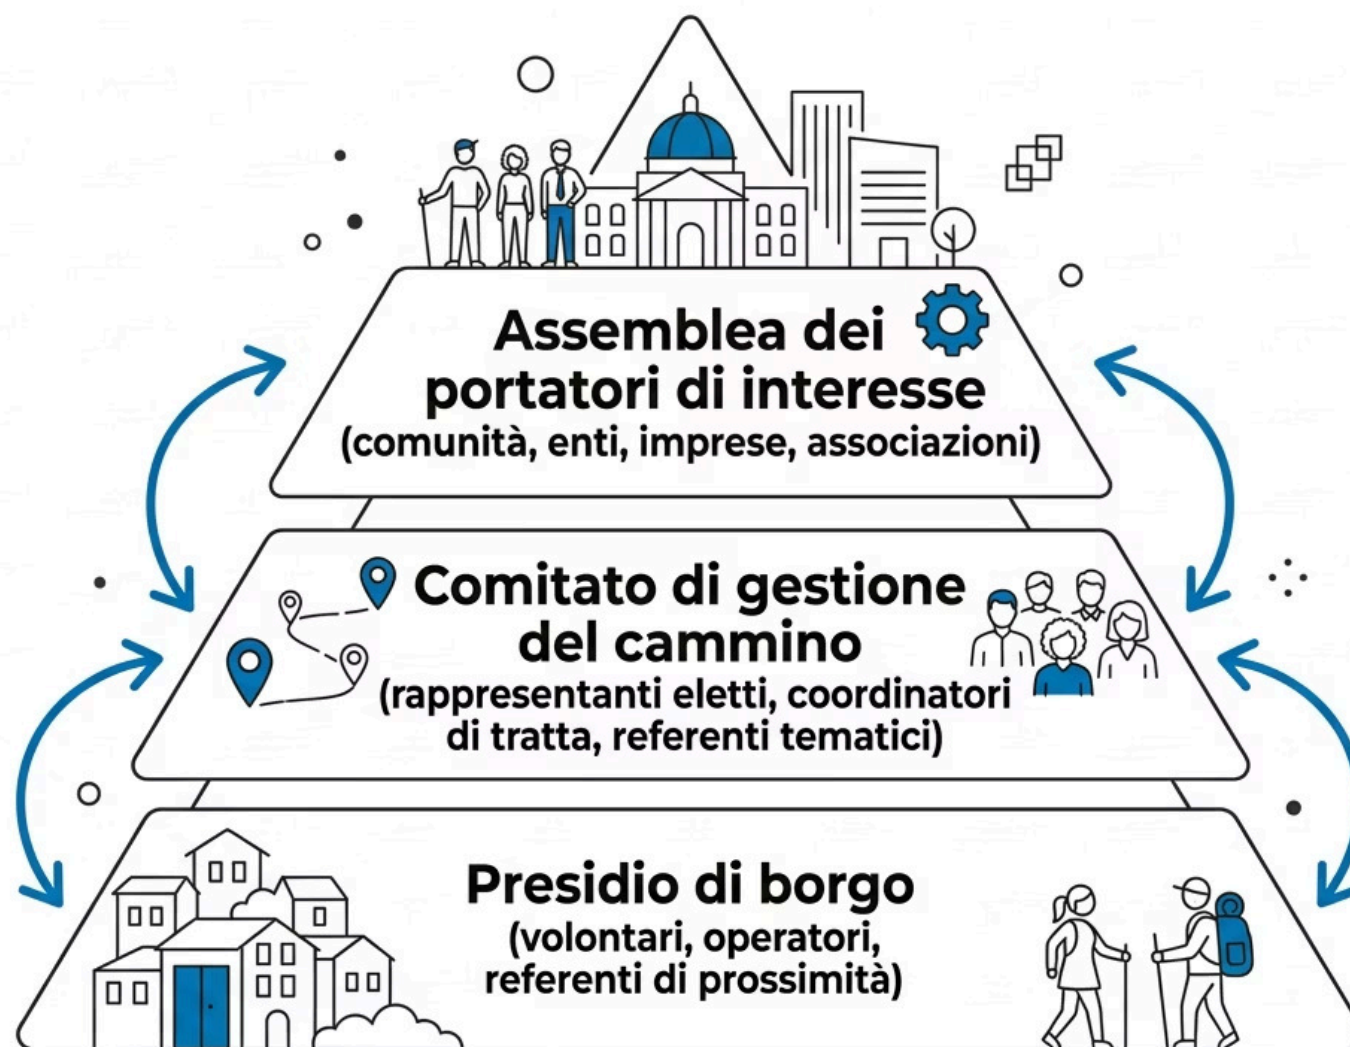 Assemblea dei
portatori di interesse
(comunità, enti, imprese, associazioni)
Comitato di gestione
del cammino
(rappresentanti eletti, coordinatori
di tratta, referenti tematici)
Presidio di borgo
(volontari, operatori,
referenti di prossimità)